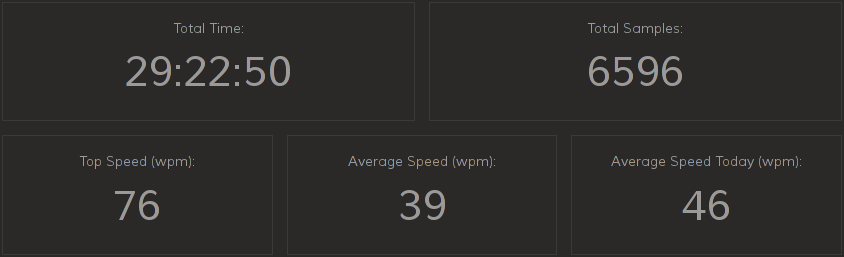 Total Time:
29:22:50
Total Samples:
6596
Top Speed (wpm):
76
Average Speed (wpm):
39
Average Speed Today (wpm):
46